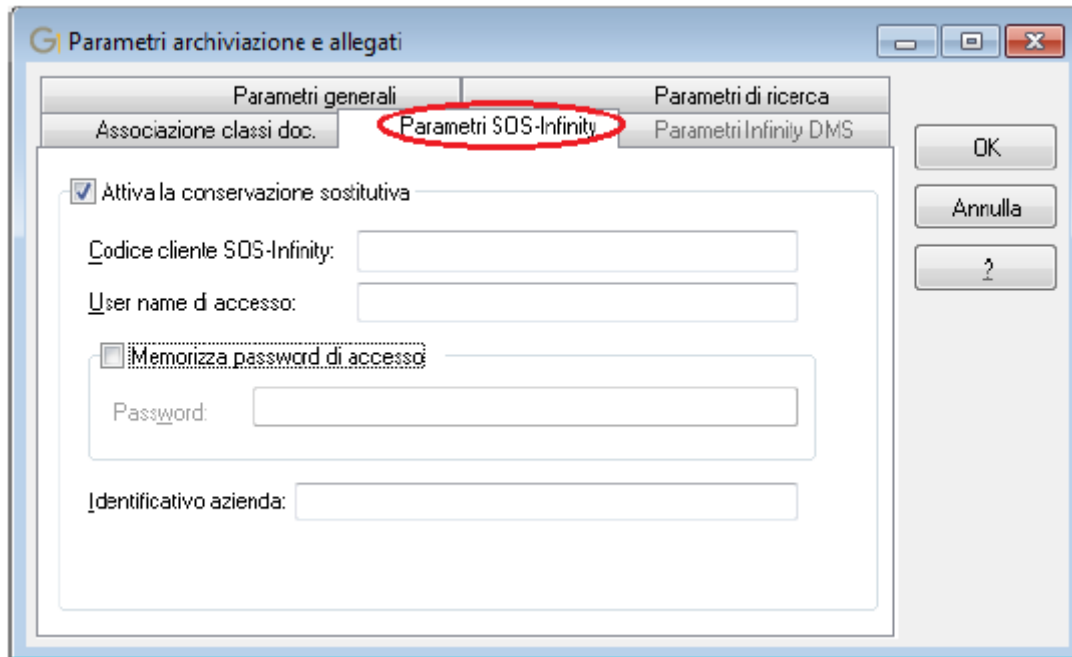 Parametri archiviazione e allegati
Parametri generali
Parametri di ricerca
Associazione classi doc.
Parametri SOS-Infinity
Parametri Infinity DMS
OK
Attiva la conservazione sostitutiva
Annulla
Codice cliente SOS-Infinity:
?
User name di accesso:
Memorizza password di accesso
Password:
Identificativo azienda: